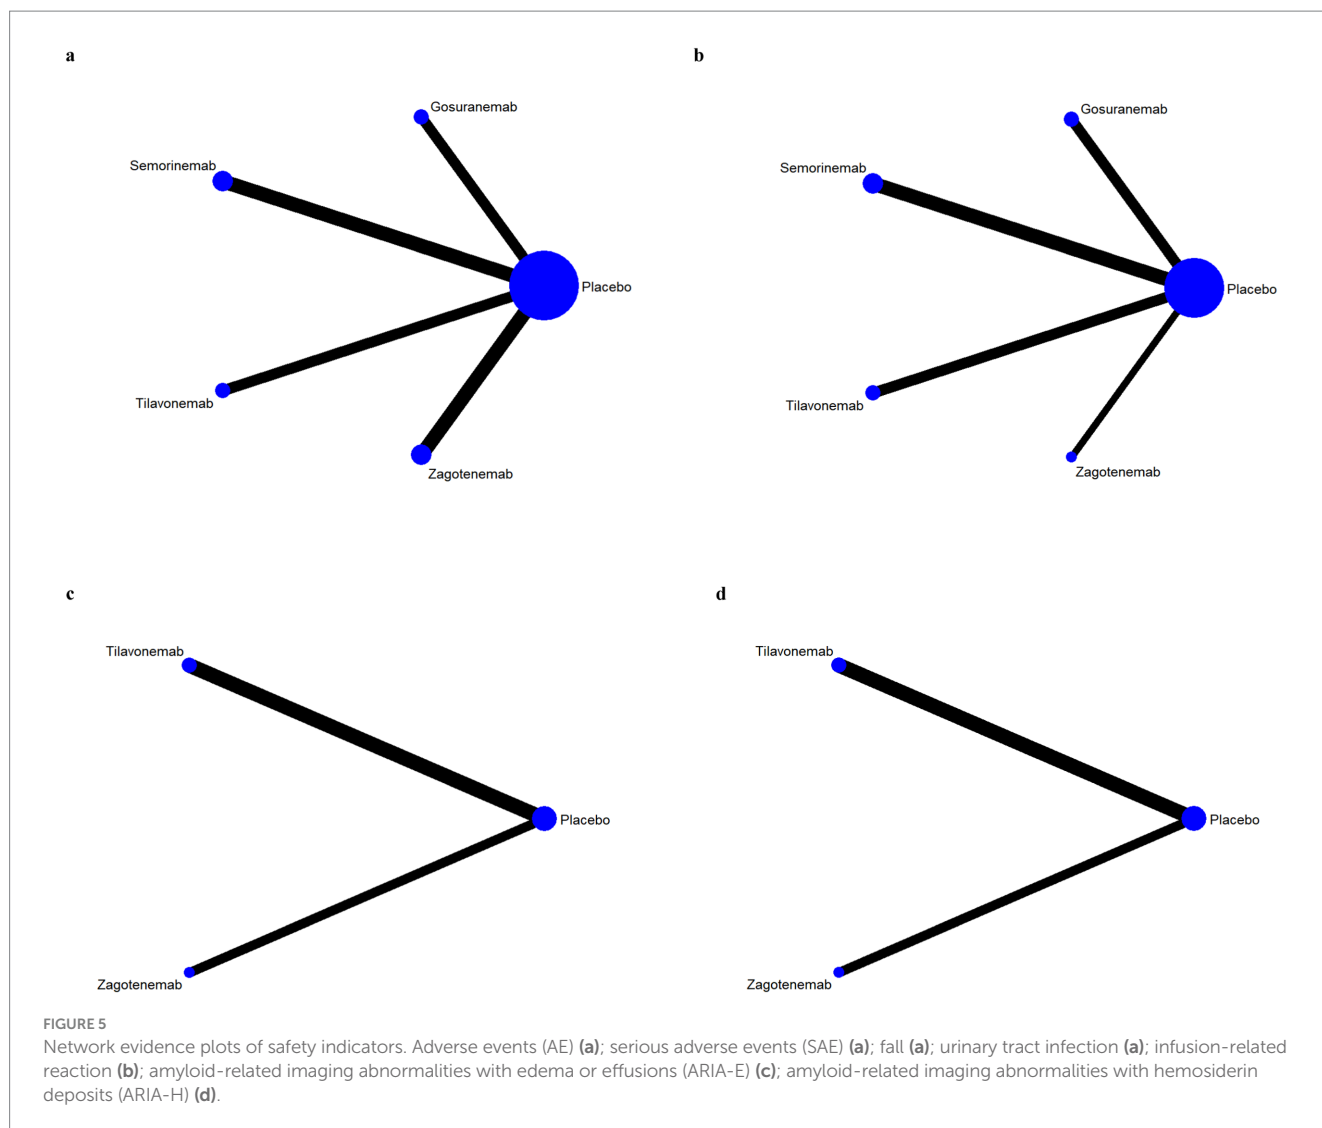 a
b
Gosuranemab
Semorinemab
Placebo
Tilavonemab
Zagotenemab
Gosuranemab
Semorinemab
Placebo
Tilavonemab
Zagotenemab
c
d
Tilavonemab
Placebo
Zagotenemab
Tilavonemab
Placebo
Zagotenemab
FIGURE 5
Network evidence plots of safety indicators. Adverse events (AE) (a); serious adverse events (SAE) (a); fall (a); urinary tract infection (a); infusion-related
reaction (b); amyloid-related imaging abnormalities with edema or effusions (ARIA-E) (c); amyloid-related imaging abnormalities with hemosiderin
deposits (ARIA-H) (d).